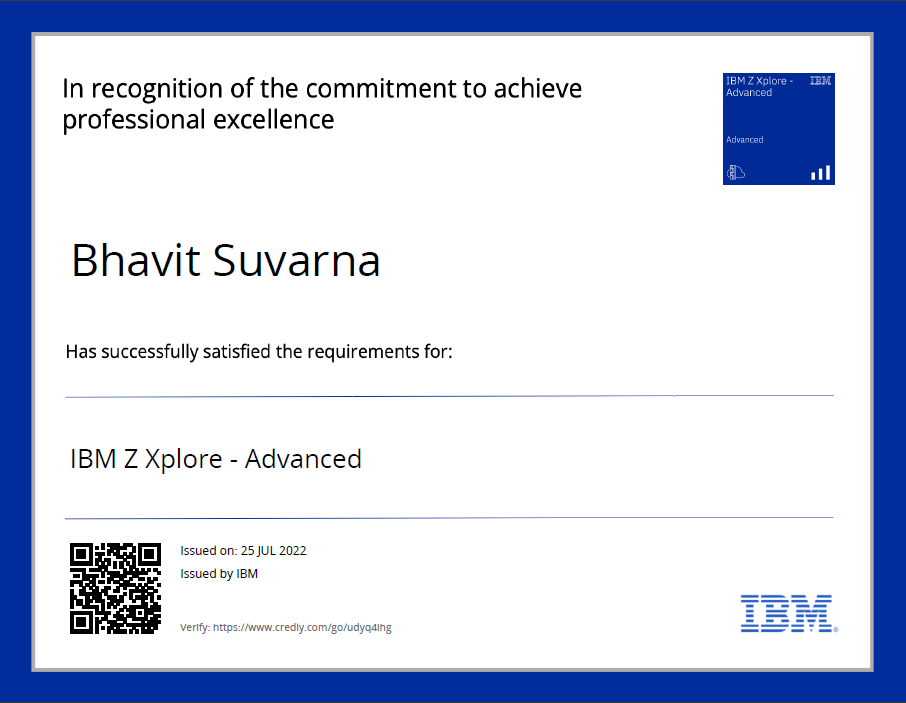 In recognition of the commitment to achieve
professional excellence
IBM Z Xplore -
Advanced
IBM
Advanced
Bhavit Suvarna
Has successfully satisfied the requirements for:
IBM Z Xplore - Advanced
Issued on: 25 JUL 2022
Issued by IBM
Verify: https://www.credly.com/go/udyq4lhg
IBM®